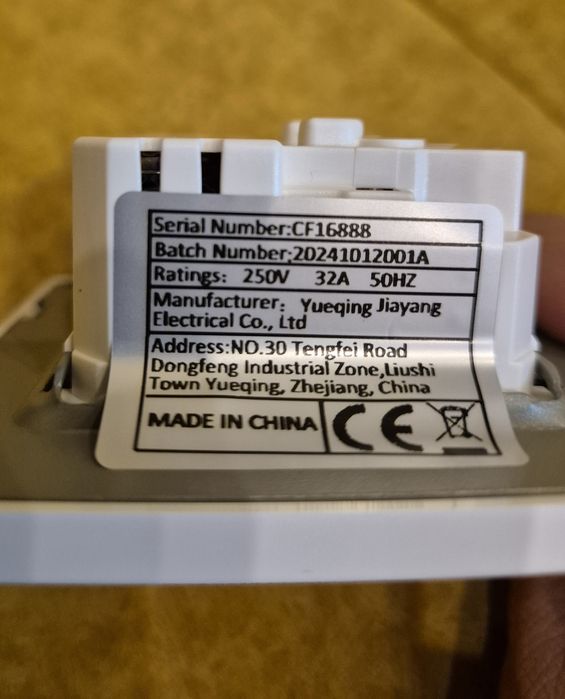 Serial Number:CF16888
Batch Number:20241012001A
Ratings: 250V 32A 50HZ
Manufacturer: Yueqing Jiayang
Electrical Co., Ltd
Address:NO.30 Tengfei Road
Dongfeng Industrial Zone,Liushi
Town Yueqing, Zhejiang, China
MADE IN CHINA CE